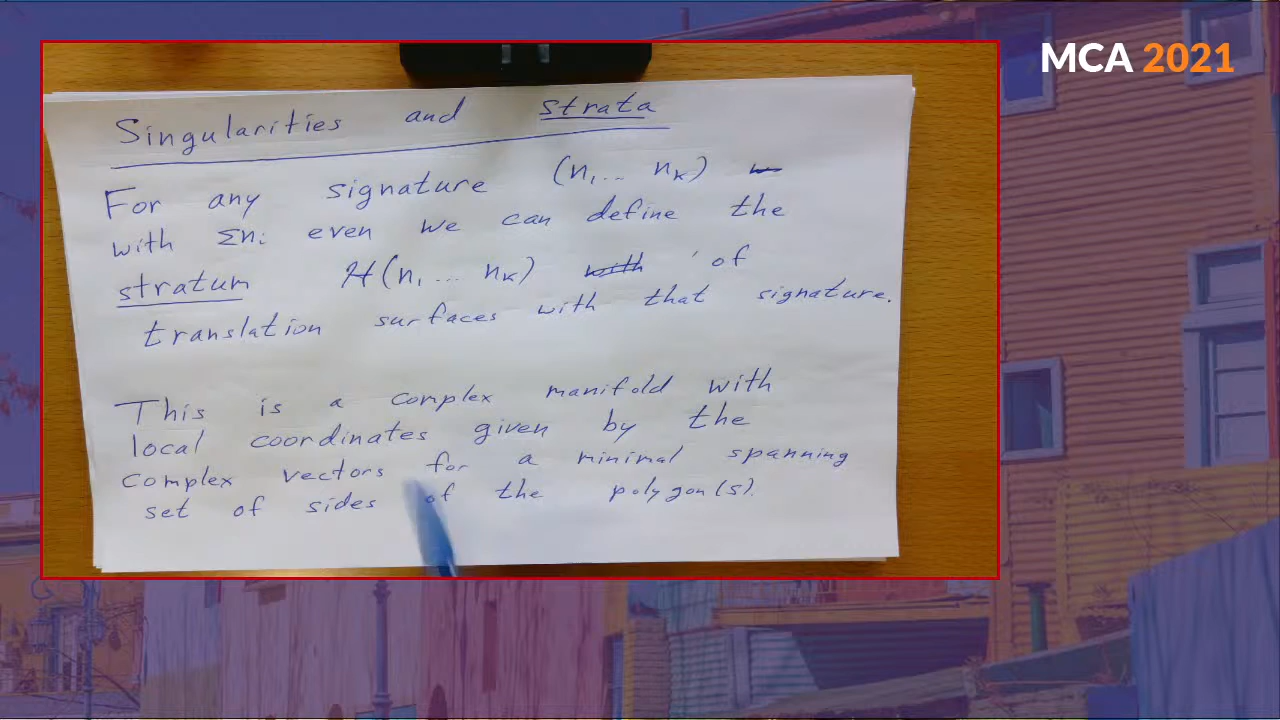 MCA 2021
Singularities and strata
For any signature (n₁... nₖ)
with Σnᵢ even we can define the
stratum H(n₁... nₖ) with of
translation surfaces with that signature.
This is a complex manifold with
local coordinates given by the
complex vectors for a minimal spanning
set of sides of the polygon(s).